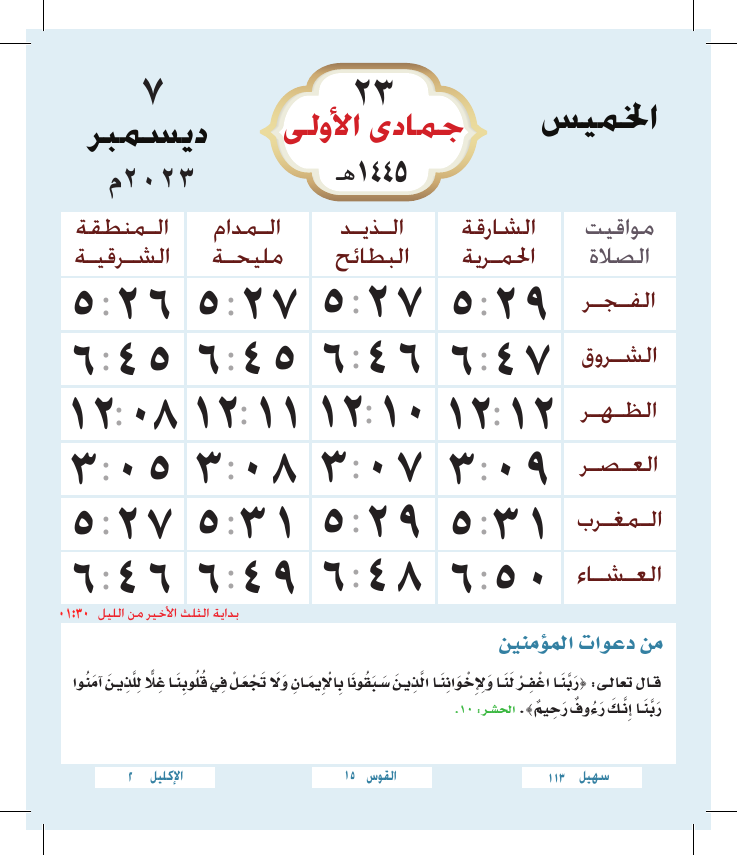 الخميس
٢٣
جمادى الأولى
١٤٤٥هـ
٧
ديسمبر
٢٠٢٣م
مواقيت الصلاة الشارقة الحمرية الذيد البطائح المدام مليحة المنطقة الشرقية
الفجر ٥:٢٩ ٥:٢٧ ٥:٢٧ ٥:٢٦
الشروق ٦:٤٧ ٦:٤٦ ٦:٤٥ ٦:٤٥
الظهر ١٢:١٢ ١٢:١٠ ١٢:١١ ١٢:٠٨
العصر ٣:٠٩ ٣:٠٧ ٣:٠٨ ٣:٠٥
المغرب ٥:٣١ ٥:٢٩ ٥:٣١ ٥:٢٧
العشاء ٦:٥٠ ٦:٤٨ ٦:٤٩ ٦:٤٦
بداية الثلث الأخير من الليل ٠١:٣٠
من دعوات المؤمنين
قال تعالى: ﴿رَبَّنَا اغْفِرْ لَنَا وَلِإِخْوَانِنَا الَّذِينَ سَبَقُونَا بِالْإِيمَانِ وَلَا تَجْعَلْ فِي قُلُوبِنَا غِلًّا لِلَّذِينَ آمَنُوا
رَبَّنَا إِنَّكَ رَءُوفٌ رَحِيمٌ﴾. الحشر: ١٠.
سهيل ١١٣
القوس ١٥
الإكليل ٢